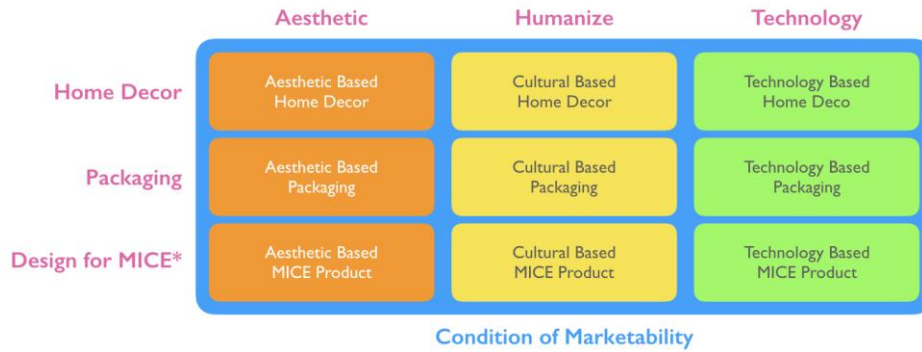 Aesthetic Humanize Technology
Home Decor
Aesthetic Based
Home Decor
Cultural Based
Home Decor
Technology Based
Home Deco
Packaging
Aesthetic Based
Packaging
Cultural Based
Packaging
Technology Based
Packaging
Design for MICE*
Aesthetic Based
MICE Product
Cultural Based
MICE Product
Technology Based
MICE Product
Condition of Marketability